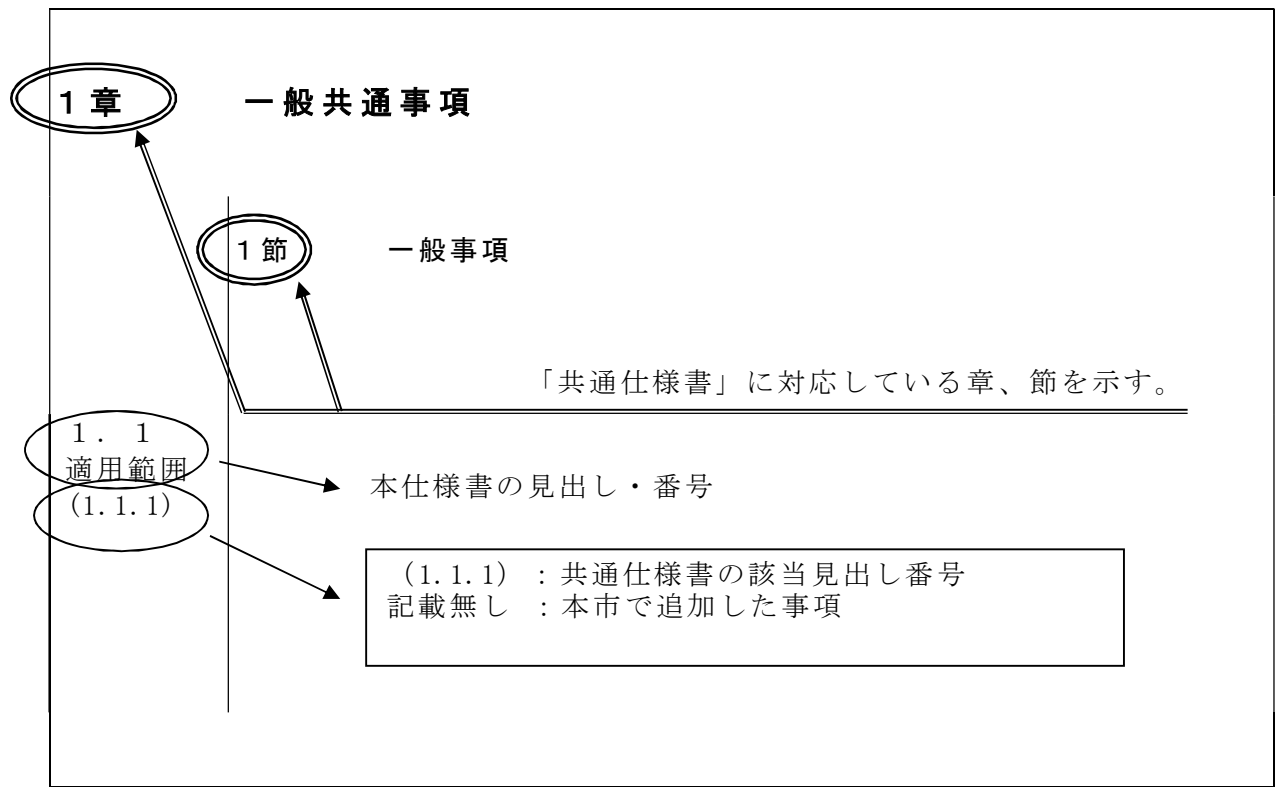 1章 一般共通事項
1節 一般事項
「共通仕様書」に対応している章、節を示す。
1. 1
適用範囲
(1.1.1)
本仕様書の見出し・番号
(1.1.1) :共通仕様書の該当見出し番号
記載無し :本市で追加した事項